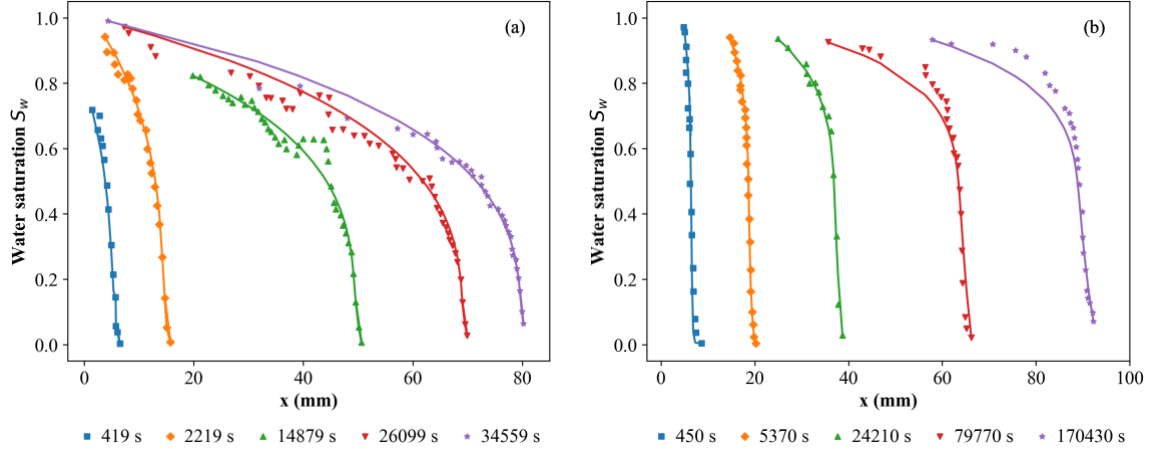 (a)
Water saturation Sw
1.0
0.8
0.6
0.4
0.2
0.0
0 20 40 60 80
x (mm)
419 s 2219 s 14879 s 26099 s 34559 s
(b)
Water saturation Sw
1.0
0.8
0.6
0.4
0.2
0.0
0 20 40 60 80 100
x (mm)
450 s 5370 s 24210 s 79770 s 170430 s